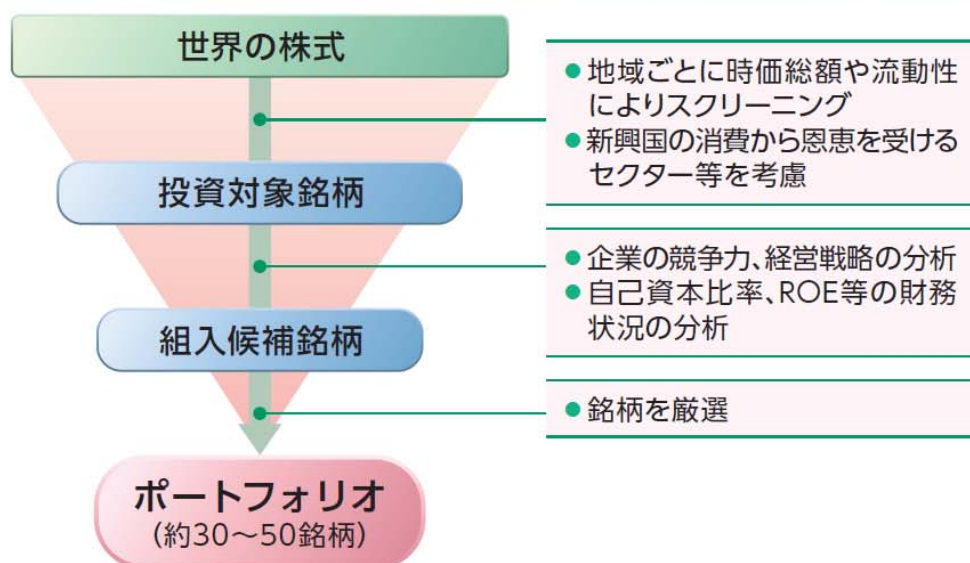 世界の株式
● 地域ごとに時価総額や流動性
によりスクリーニング
● 新興国の消費から恩恵を受ける
セクター等を考慮
投資対象銘柄
● 企業の競争力、経営戦略の分析
● 自己資本比率、ROE等の財務
状況の分析
組入候補銘柄
● 銘柄を厳選
ポートフォリオ
(約30〜50銘柄)